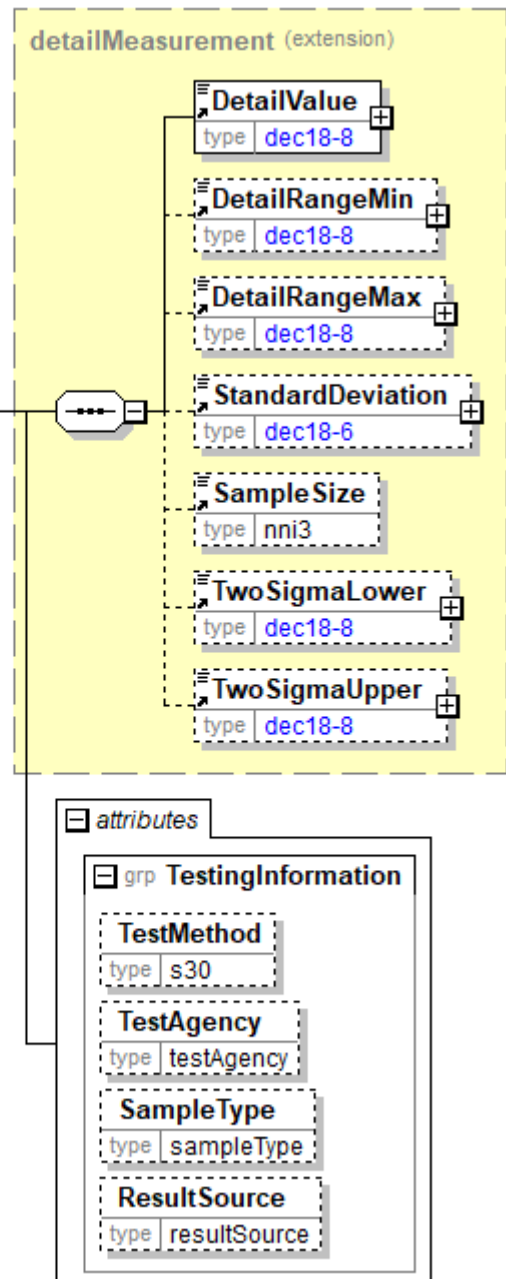 detailMeasurement (extension)
DetailValue
type dec18-8
DetailRangeMin
type dec18-8
DetailRangeMax
type dec18-8
StandardDeviation
type dec18-6
SampleSize
type nni3
TwoSigmaLower
type dec18-8
TwoSigmaUpper
type dec18-8
attributes
grp TestingInformation
TestMethod
type s30
TestAgency
type testAgency
SampleType
type sampleType
ResultSource
type resultSource